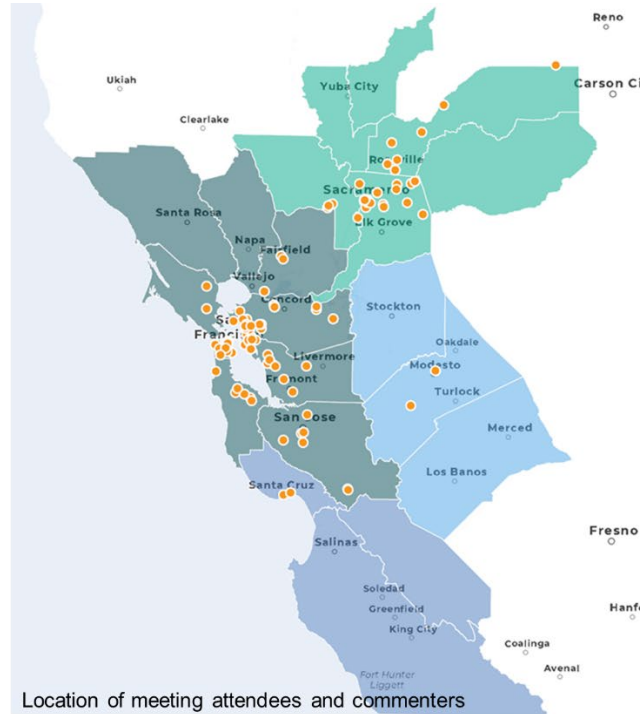 Reno
Ukiah
Yuba City
Carson Ci
Clearlake
Roseville
Sacramento
Santa Rosa
Elk Grove
Napa
Fairfield
Vallejo
Concord
Stockton
San
Francisco
Oakdale
Livermore
Modesto
Fremont
Turlock
San Jose
Merced
Los Banos
Santa Cruz
Fresno
Salinas
Soledad
Greenfield
Hanf
King City
Coalinga
Avenal
Fort Hunter
Liggett
Location of meeting attendees and commenters